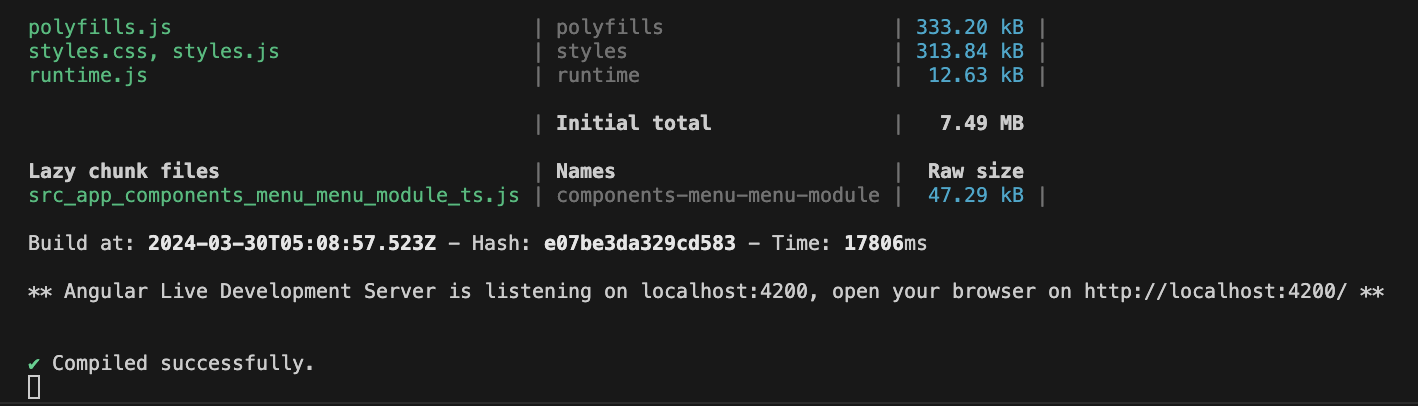 polyfills.js | polyfills | 333.20 kB |
styles.css, styles.js | styles | 313.84 kB |
runtime.js | runtime | 12.63 kB |
| Initial total | 7.49 MB
Lazy chunk files | Names | Raw size
src_app_components_menu_menu_module_ts.js | components-menu-menu-module | 47.29 kB |
Build at: 2024-03-30T05:08:57.523Z - Hash: e07be3da329cd583 - Time: 17806ms
** Angular Live Development Server is listening on localhost:4200, open your browser on http://localhost:4200/ **
✔ Compiled successfully.